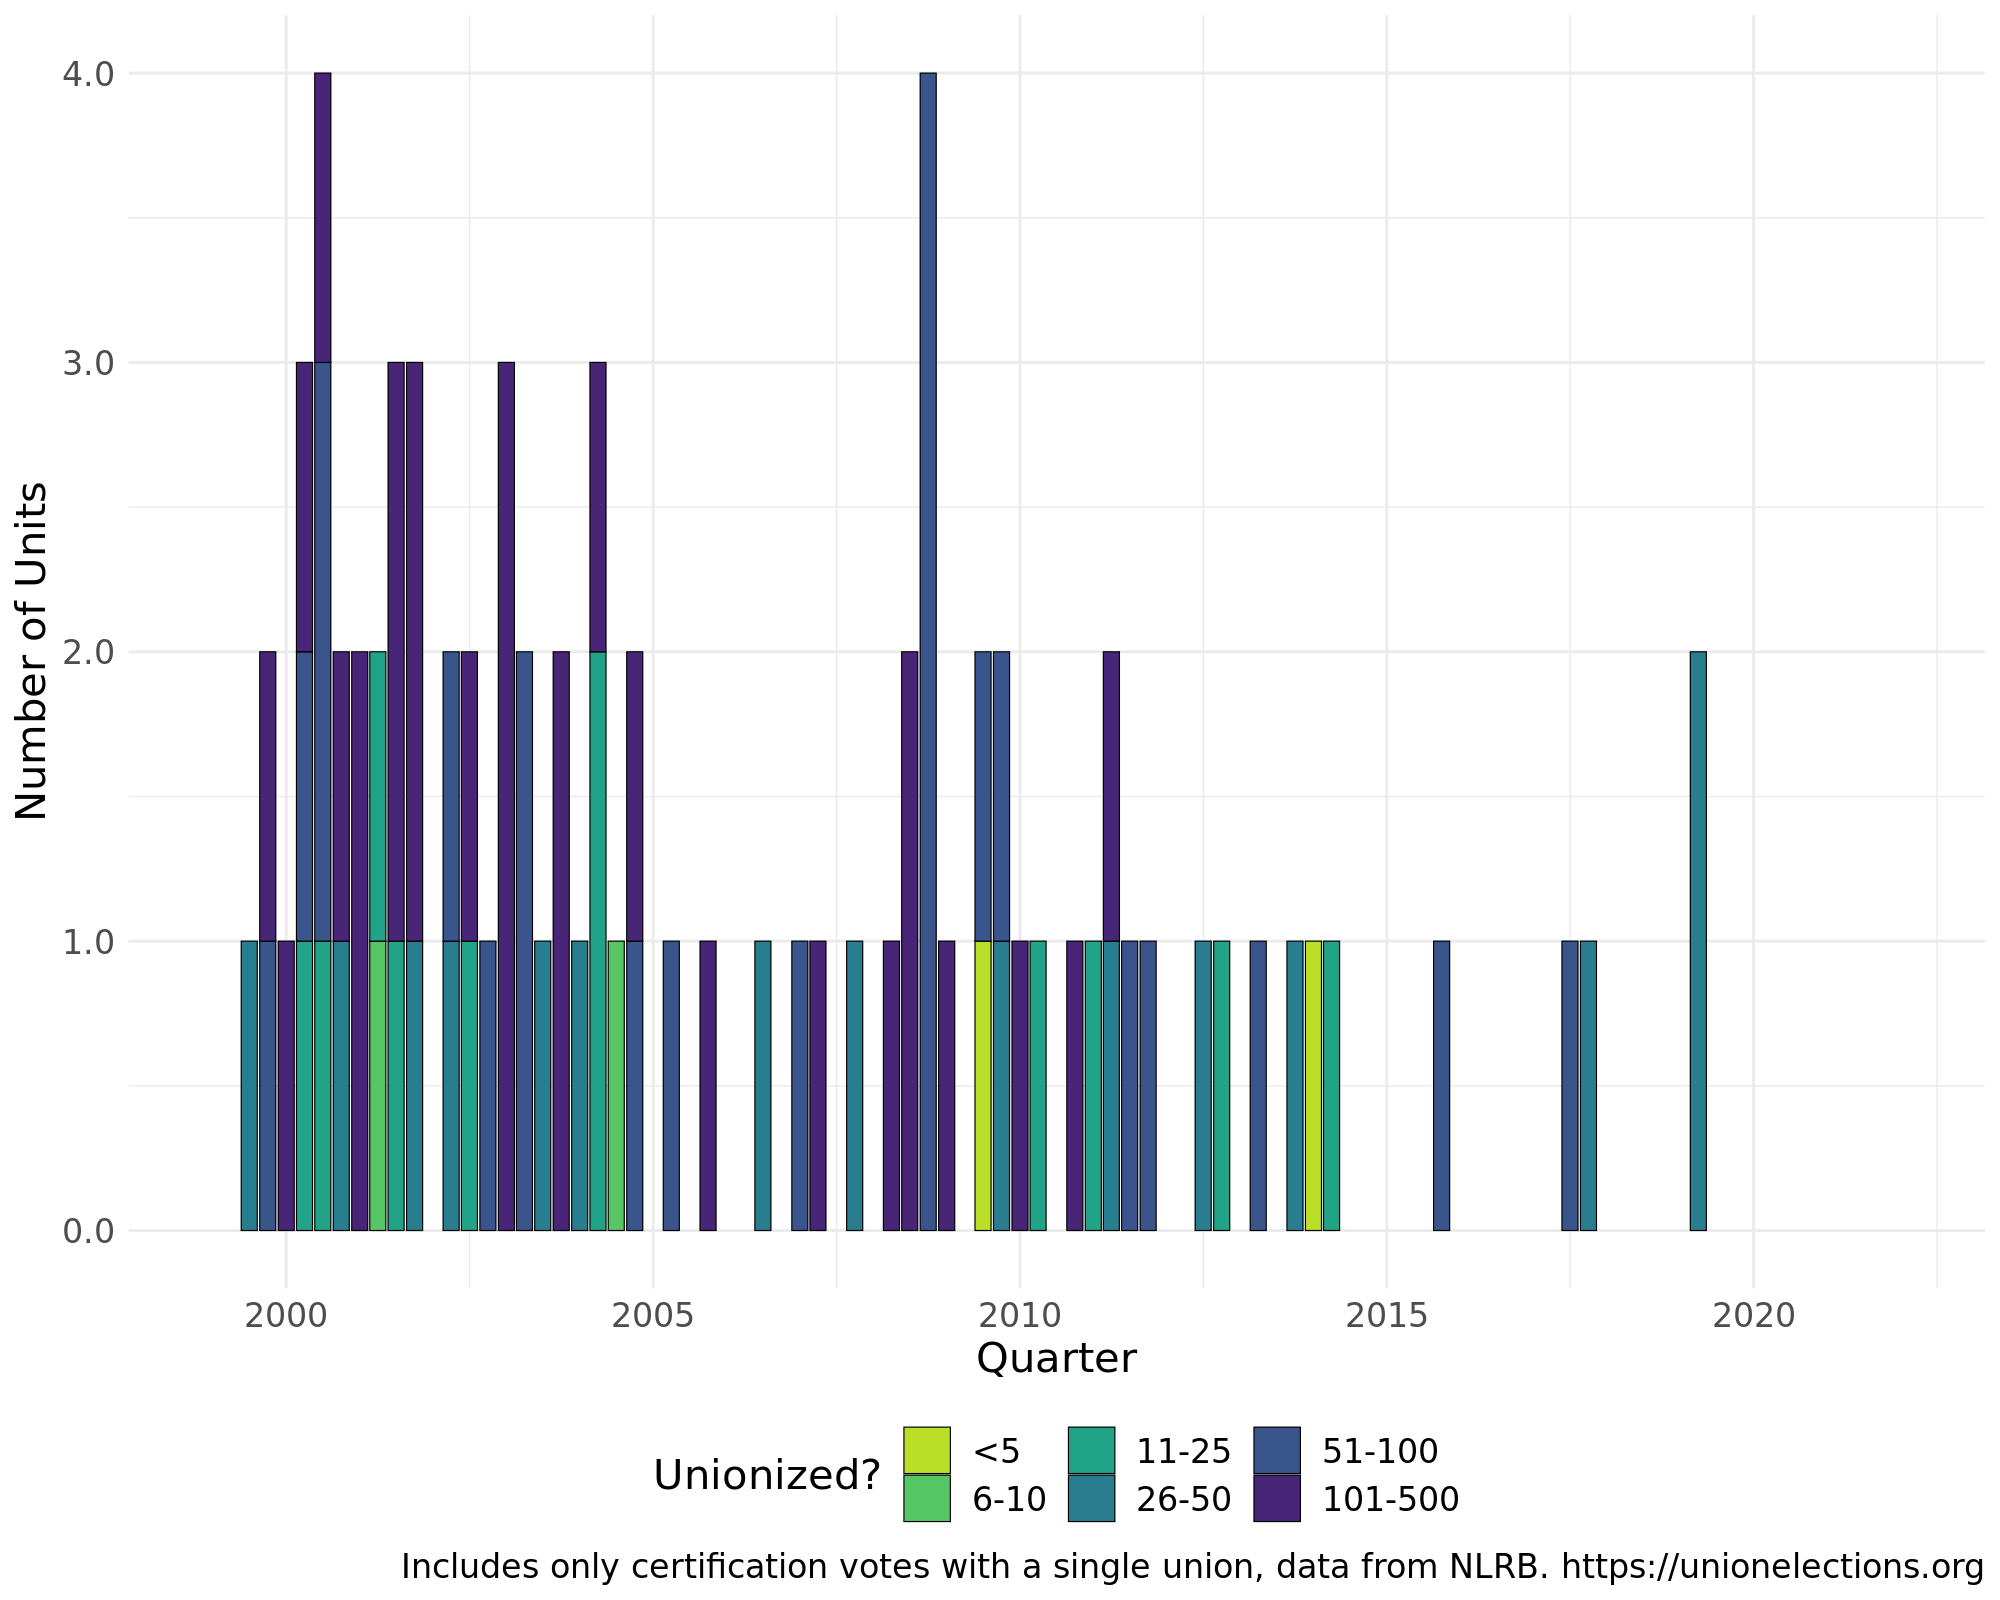 4.0
3.0
2.0
1.0
0.0
Number of Units
2000 2005 2010 2015 2020
Quarter
Unionized?
<5 11-25 51-100
6-10 26-50 101-500
Includes only certification votes with a single union, data from NLRB. https://unionelections.org